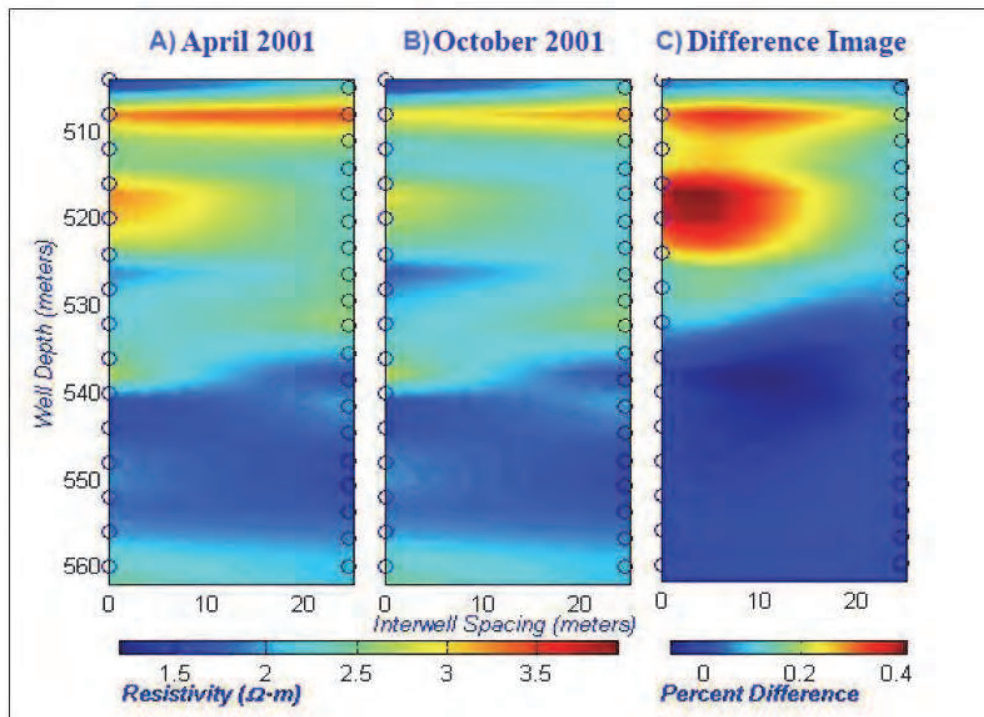 A) April 2001
B) October 2001
C) Difference Image
Well Depth (meters)
510
520
530
540
550
560
0 10 20
0 10 20
0 10 20
Interwell Spacing (meters)
1.5 2 2.5 3 3.5
Resistivity (Ω·m)
0 0.2 0.4
Percent Difference